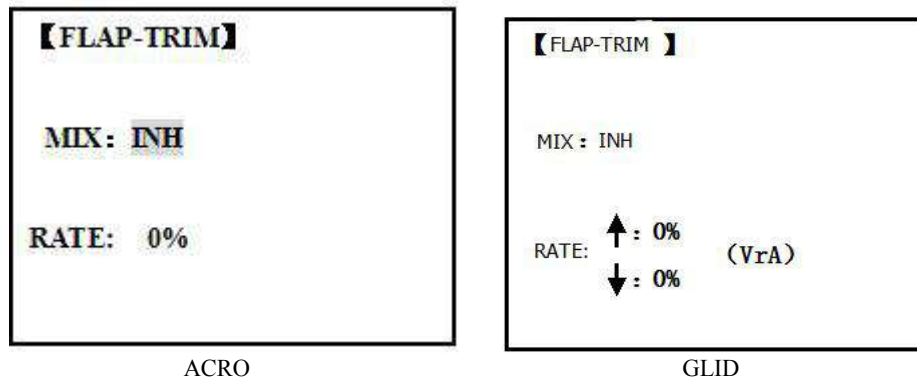 【FLAP-TRIM】
MIX: INH
RATE: 0%
ACRO
【FLAP-TRIM 】
MIX: INH
RATE: ↑: 0%
↓: 0%
(VrA)
GLID